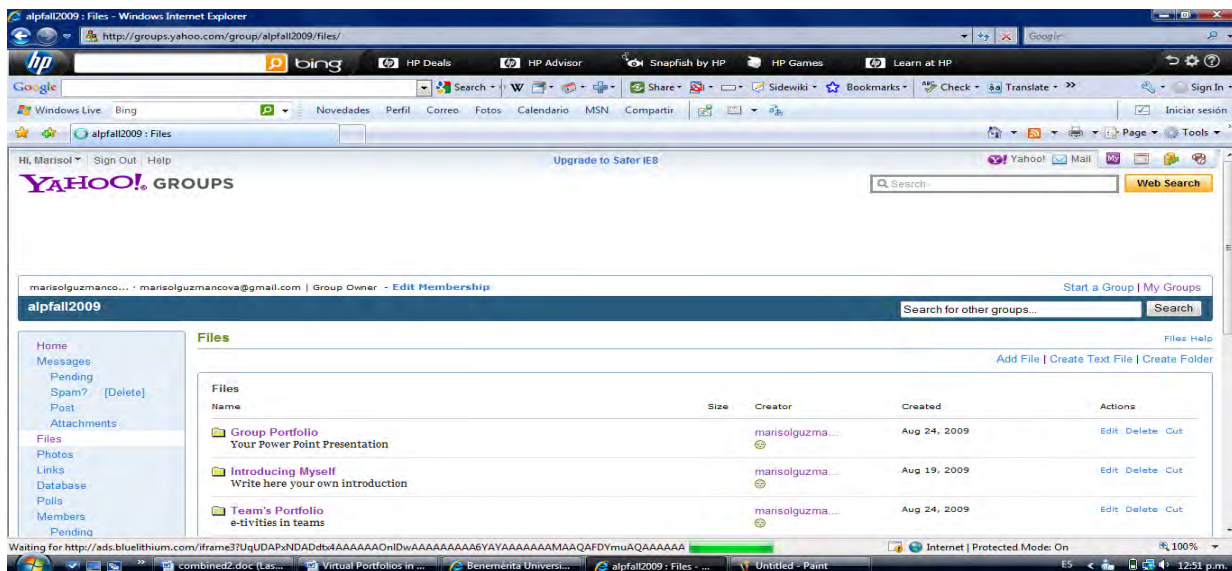 alpfall2009 : Files - Windows Internet Explorer
http://groups.yahoo.com/group/alpfall2009/files/ Google
hp bing HP Deals HP Advisor Snapfish by HP HP Games Learn at HP
Google Search W Share Sidewiki Bookmarks Check Translate Sign In
Windows Live Bing Novedades Perfil Correo Fotos Calendario MSN Compartir Iniciar sesión
alpfall2009 : Files Page Tools
Hi, Marisol Sign Out Help Upgrade to Safer IE8 Yahoo! Mail My
YAHOO! GROUPS Search Web Search
marisolguzmanco... · marisolguzmancova@gmail.com | Group Owner - Edit Membership Start a Group | My Groups
alpfall2009 Search for other groups... Search
Home
Messages
Pending
Spam? [Delete]
Post
Attachments
Files
Photos
Links
Database
Polls
Members
Pending
Files Files Help
Add File | Create Text File | Create Folder
Files
Name Size Creator Created Actions
Group Portfolio marisolguzma... Aug 24, 2009 Edit Delete Cut
Your Power Point Presentation
Introducing Myself marisolguzma... Aug 19, 2009 Edit Delete Cut
Write here your own introduction
Team's Portfolio marisolguzma... Aug 24, 2009 Edit Delete Cut
e-tivities in teams
Waiting for Internet | Protected Mode: On 100%
combined2.doc (Las... Virtual Portfolios in ... Benemérita Universi... alpfall2009 : Files - ... Untitled - Paint ES 12:51 p.m.